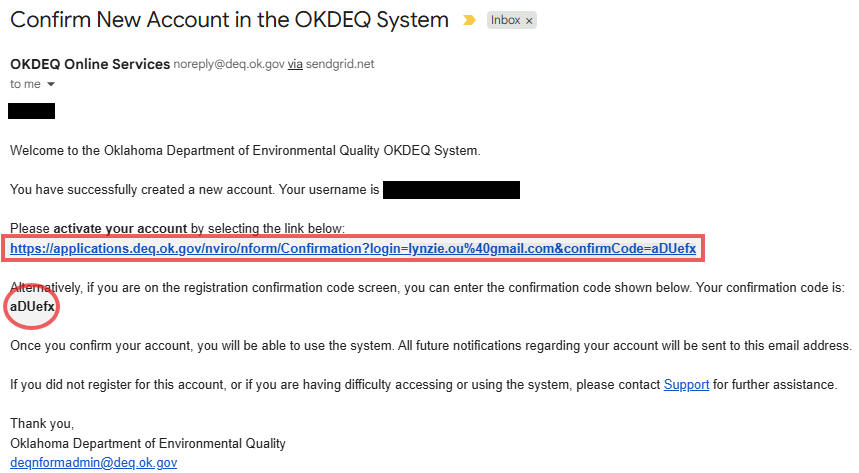 Confirm New Account in the OKDEQ System Inbox ×
OKDEQ Online Services noreply@deq.ok.gov via sendgrid.net
to me
Welcome to the Oklahoma Department of Environmental Quality OKDEQ System.
You have successfully created a new account. Your username is
Please activate your account by selecting the link below:
https://applications.deq.ok.gov/nviro/nform/Confirmation?login=lynzie.ou%40gmail.com&confirmCode=aDUefx
Alternatively, if you are on the registration confirmation code screen, you can enter the confirmation code shown below. Your confirmation code is:
aDUefx
Once you confirm your account, you will be able to use the system. All future notifications regarding your account will be sent to this email address.
If you did not register for this account, or if you are having difficulty accessing or using the system, please contact Support for further assistance.
Thank you,
Oklahoma Department of Environmental Quality
deqnformadmin@deq.ok.gov